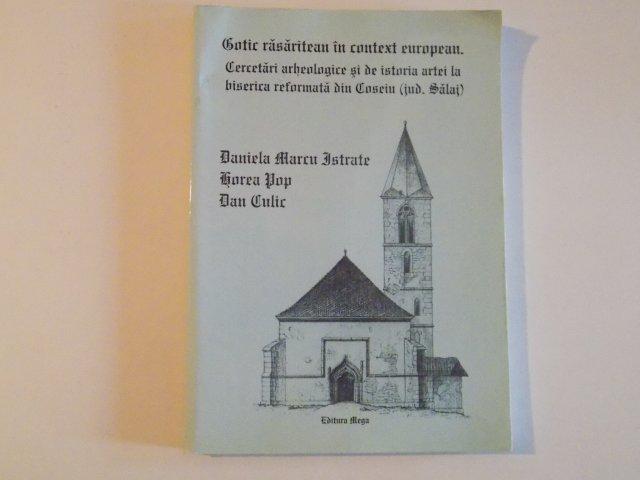 Gotic răsăritean în context european.
Cercetări arheologice şi de istoria artei la
biserica reformată din Coseiu (jud. Sălaj)
Daniela Marcu Istrate
Horea Pop
Dan Culic
Editura Mega